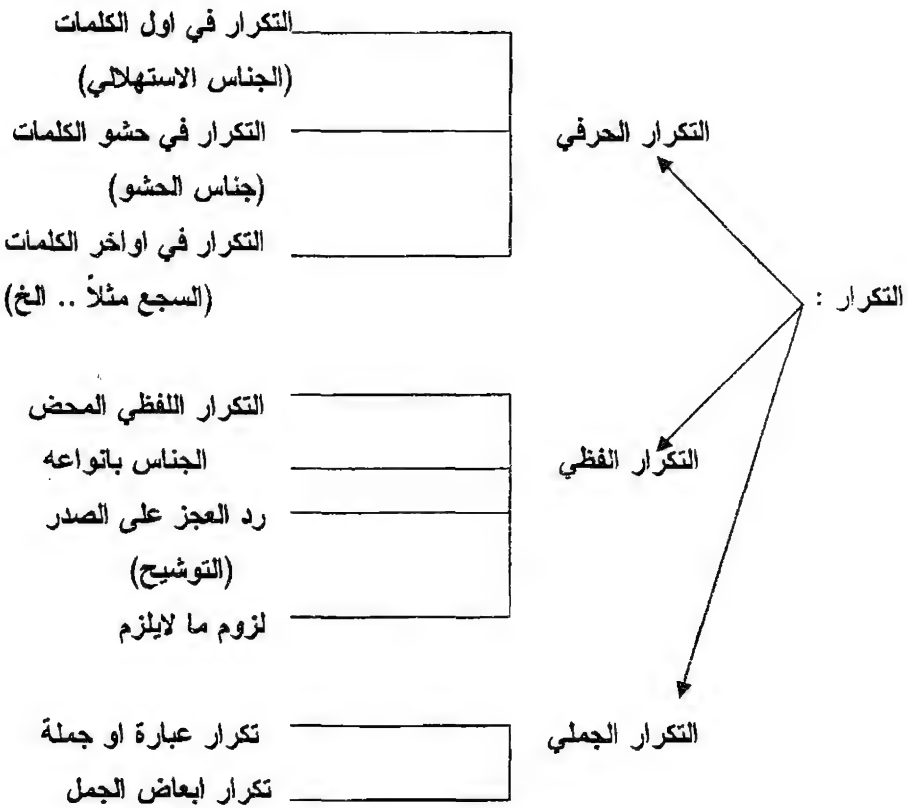 التكرار :
التكرار الحرفي
التكرار في اول الكلمات
(الجناس الاستهلالي)
التكرار في حشو الكلمات
(جناس الحشو)
التكرار في اواخر الكلمات
(السجع مثلاً .. الخ)
التكرار الفظي
التكرار اللفظي المحض
الجناس بانواعه
رد العجز على الصدر
(التوشيح)
لزوم ما لايلزم
التكرار الجملي
تكرار عبارة او جملة
تكرار ابعاض الجمل